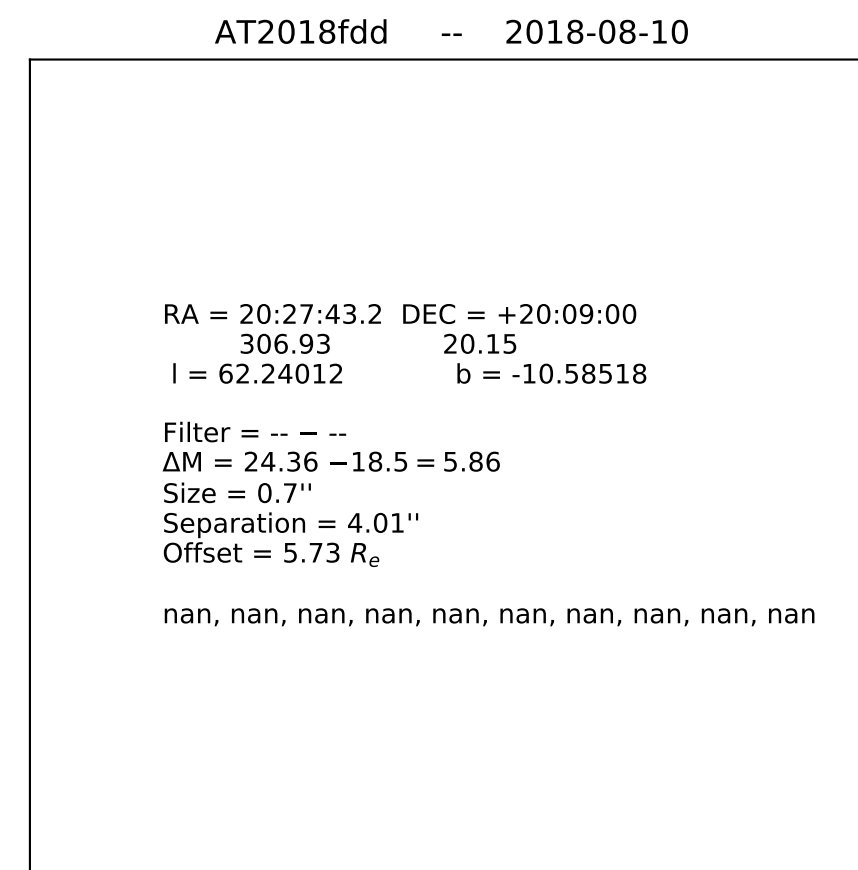 AT2018fdd -- 2018-08-10
RA = 20:27:43.2 DEC = +20:09:00
306.93 20.15
l = 62.24012 b = -10.58518
Filter = -- − --
ΔM = 24.36 −18.5 = 5.86
Size = 0.7''
Separation = 4.01''
Offset = 5.73 Rₑ
nan, nan, nan, nan, nan, nan, nan, nan, nan, nan